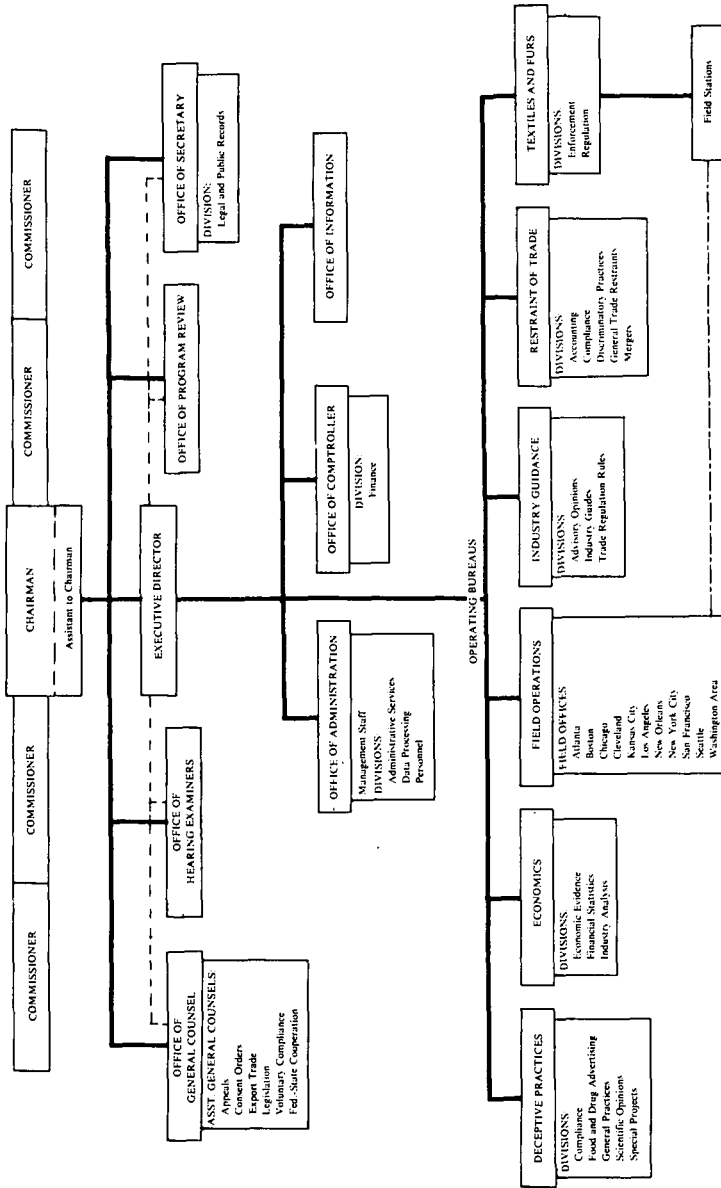 COMMISSIONER
COMMISSIONER
CHAIRMAN
Assistant to Chairman
COMMISSIONER
COMMISSIONER
OFFICE OF
GENERAL COUNSEL
ASST. GENERAL COUNSELS:
Appeals
Consent Orders
Export Trade
Legislation
Voluntary Compliance
Fed.-State Cooperation
OFFICE OF
HEARING EXAMINERS
EXECUTIVE DIRECTOR
OFFICE OF PROGRAM REVIEW
OFFICE OF SECRETARY
DIVISION:
Legal and Public Records
OFFICE OF ADMINISTRATION
Management Staff
DIVISIONS
Administrative Services
Data Processing
Personnel
OFFICE OF COMPTROLLER
DIVISION:
Finance
OFFICE OF INFORMATION
OPERATING BUREAUS
DECEPTIVE PRACTICES
DIVISIONS
Compliance
Food and Drug Advertising
General Practices
Scientific Opinions
Special Projects
ECONOMICS
DIVISIONS
Economic Evidence
Financial Statistics
Industry Analysis
FIELD OPERATIONS
FIELD OFFICES
Atlanta
Boston
Chicago
Cleveland
Kansas City
Los Angeles
New Orleans
New York City
San Francisco
Seattle
Washington Area
INDUSTRY GUIDANCE
DIVISIONS
Advisory Opinions
Industry Guides
Trade Regulation Rules
RESTRAINT OF TRADE
DIVISIONS
Accounting
Compliance
Discriminatory Practices
General Trade Restraints
Mergers
TEXTILES AND FURS
DIVISIONS
Enforcement
Regulation
Field Stations